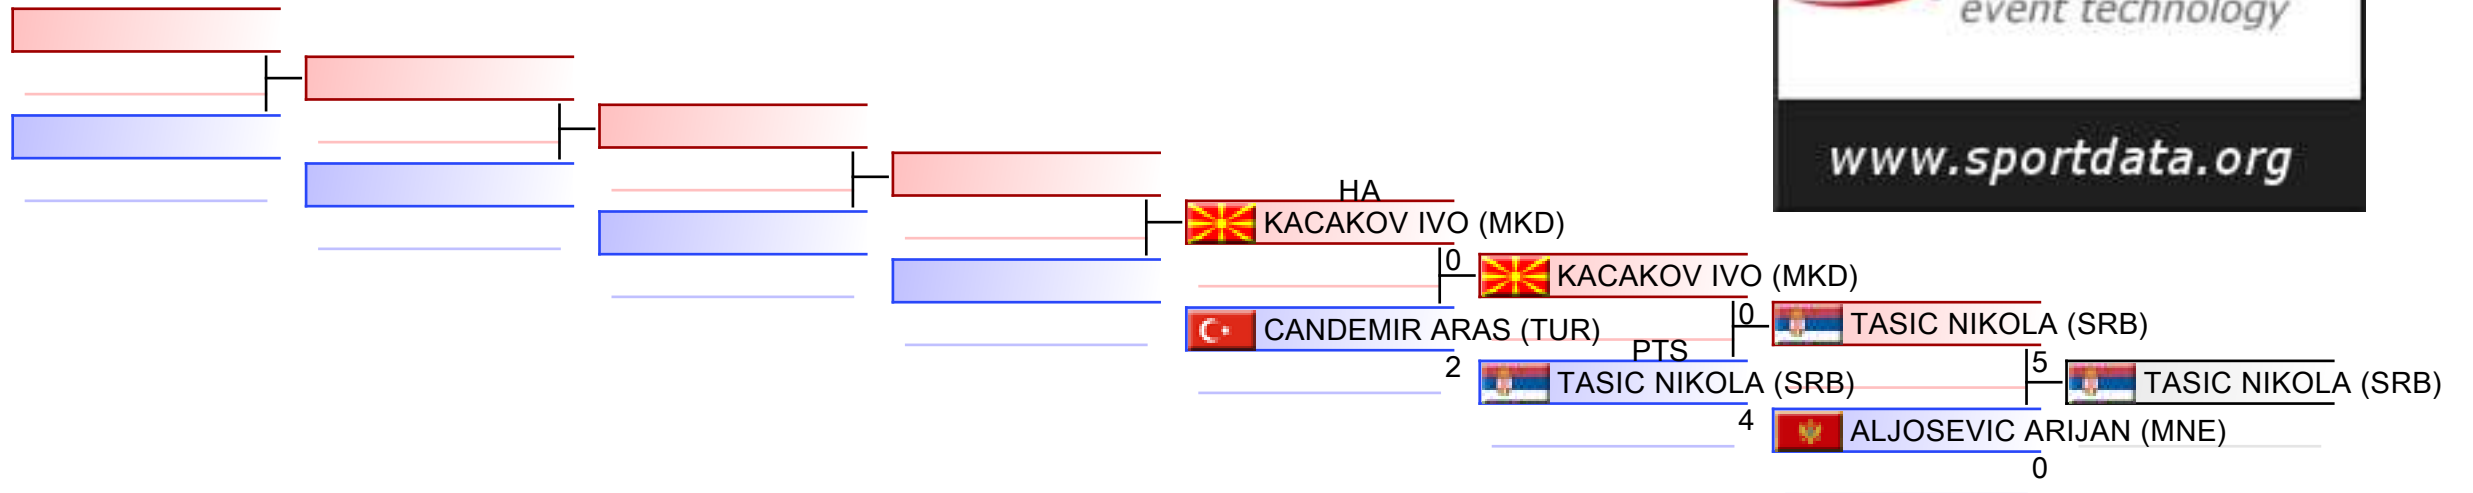 event technology
www.sportdata.org
HA
KACAKOV IVO (MKD)
0
KACAKOV IVO (MKD)
CANDEMIR ARAS (TUR)
2
0
TASIC NIKOLA (SRB)
PTS
TASIC NIKOLA (SRB)
4
5
TASIC NIKOLA (SRB)
ALJOSEVIC ARIJAN (MNE)
0